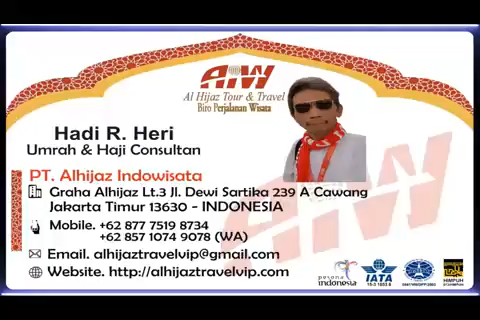 AIW
Al Hijaz Tour & Travel
Biro Perjalanan Wisata
Hadi R. Heri
Umrah & Haji Consultan
PT. Alhijaz Indowisata
Graha Alhijaz Lt.3 Jl. Dewi Sartika 239 A Cawang
Jakarta Timur 13630 - INDONESIA
Mobile. +62 877 7519 8734
+62 857 1074 9078 (WA)
Email. alhijaztravelvip@gmail.com
Website. http://alhijaztravelvip.com
pesona
indonesia
IATA
HIMPUH